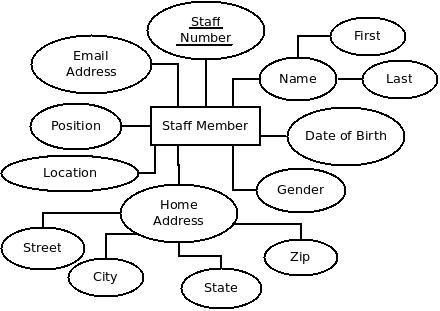 Staff
Number
First
Email
Address
Name
Last
Position
Staff Member
Date of Birth
Location
Gender
Home
Address
Street
City
State
Zip